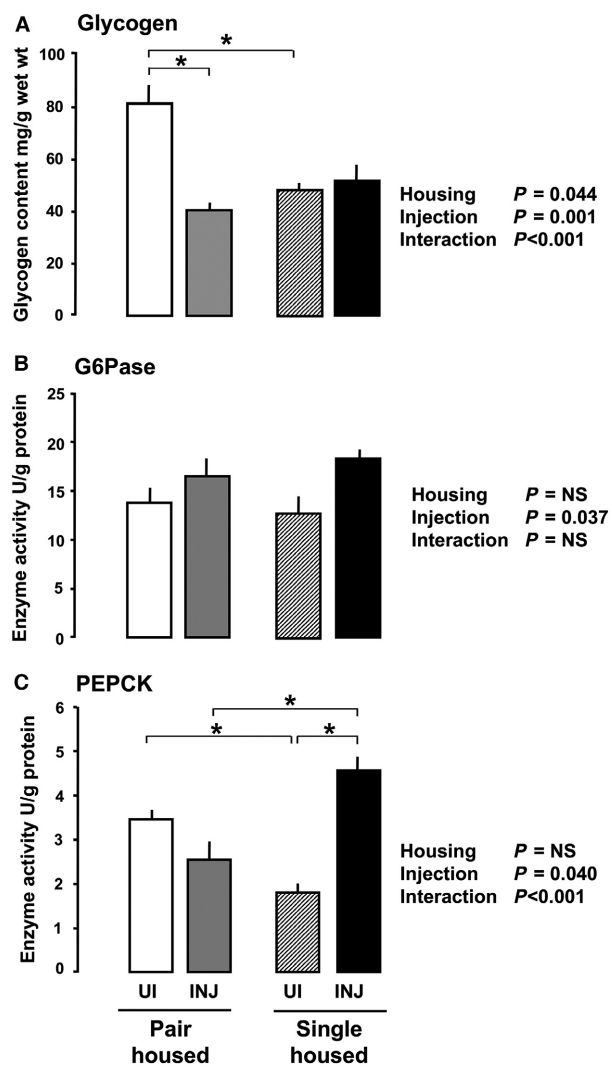 A Glycogen
*
*
Glycogen content mg/g wet wt
100
80
60
40
20
0
Housing P = 0.044
Injection P = 0.001
Interaction P<0.001
B G6Pase
Enzyme activity U/g protein
25
20
15
10
5
0
Housing P = NS
Injection P = 0.037
Interaction P = NS
C PEPCK
*
* *
Enzyme activity U/g protein
6
5
4
3
2
1
0
Housing P = NS
Injection P = 0.040
Interaction P<0.001
UI INJ UI INJ
Pair housed
Single housed